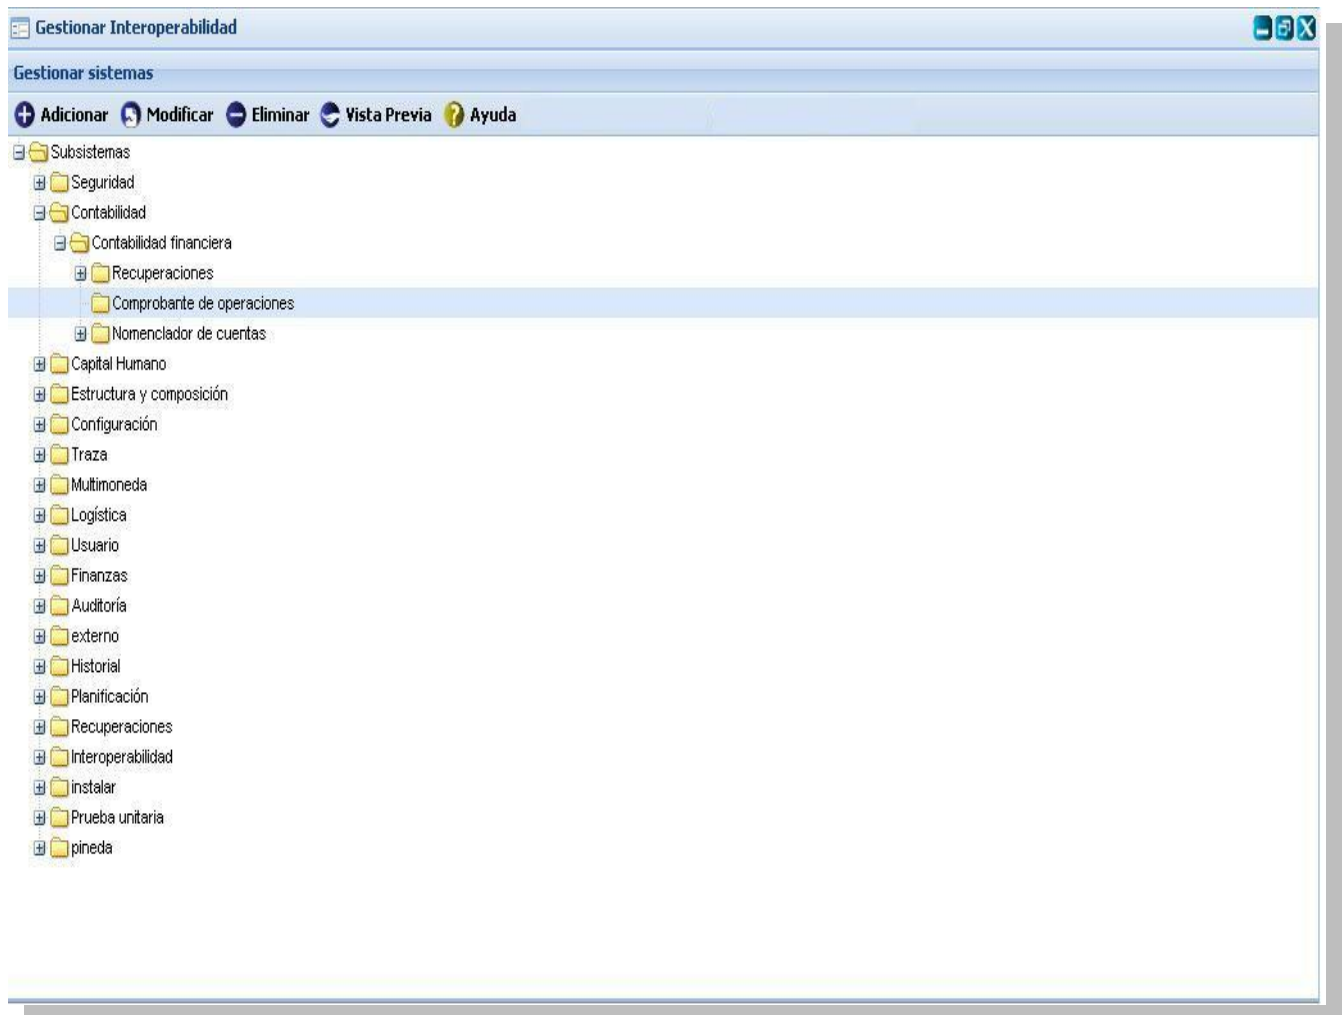 Gestionar Interoperabilidad
Gestionar sistemas
Adicionar Modificar Eliminar Vista Previa Ayuda
Subsistemas
Seguridad
Contabilidad
Contabilidad financiera
Recuperaciones
Comprobante de operaciones
Nomenclador de cuentas
Capital Humano
Estructura y composición
Configuración
Traza
Multimoneda
Logística
Usuario
Finanzas
Auditoría
externo
Historial
Planificación
Recuperaciones
Interoperabilidad
instalar
Prueba unitaria
pineda